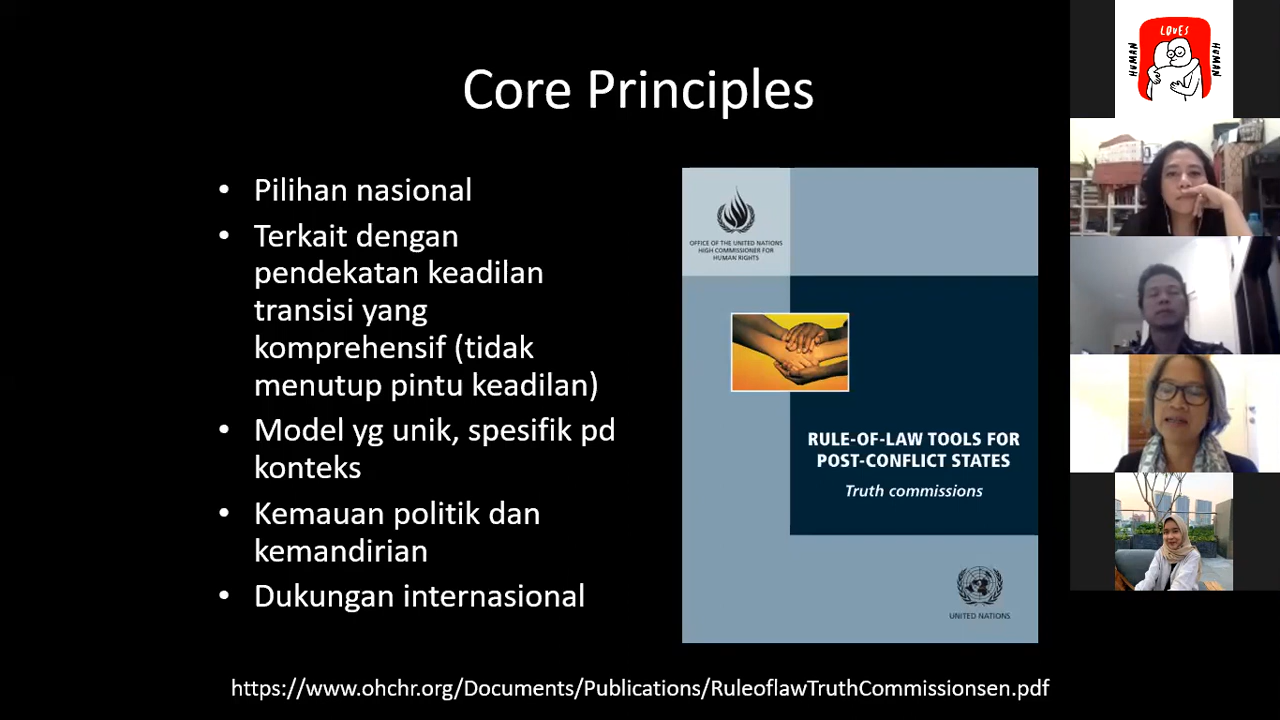 Core Principles
• Pilihan nasional
• Terkait dengan
pendekatan keadilan
transisi yang
komprehensif (tidak
menutup pintu keadilan)
• Model yg unik, spesifik pd
konteks
• Kemauan politik dan
kemandirian
• Dukungan internasional
OFFICE OF THE UNITED NATIONS
HIGH COMMISSIONER FOR
HUMAN RIGHTS
RULE-OF-LAW TOOLS FOR
POST-CONFLICT STATES
Truth commissions
UNITED NATIONS
https://www.ohchr.org/Documents/Publications/RuleoflawTruthCommissionsen.pdf
HUMAN
LOVES
HUMAN